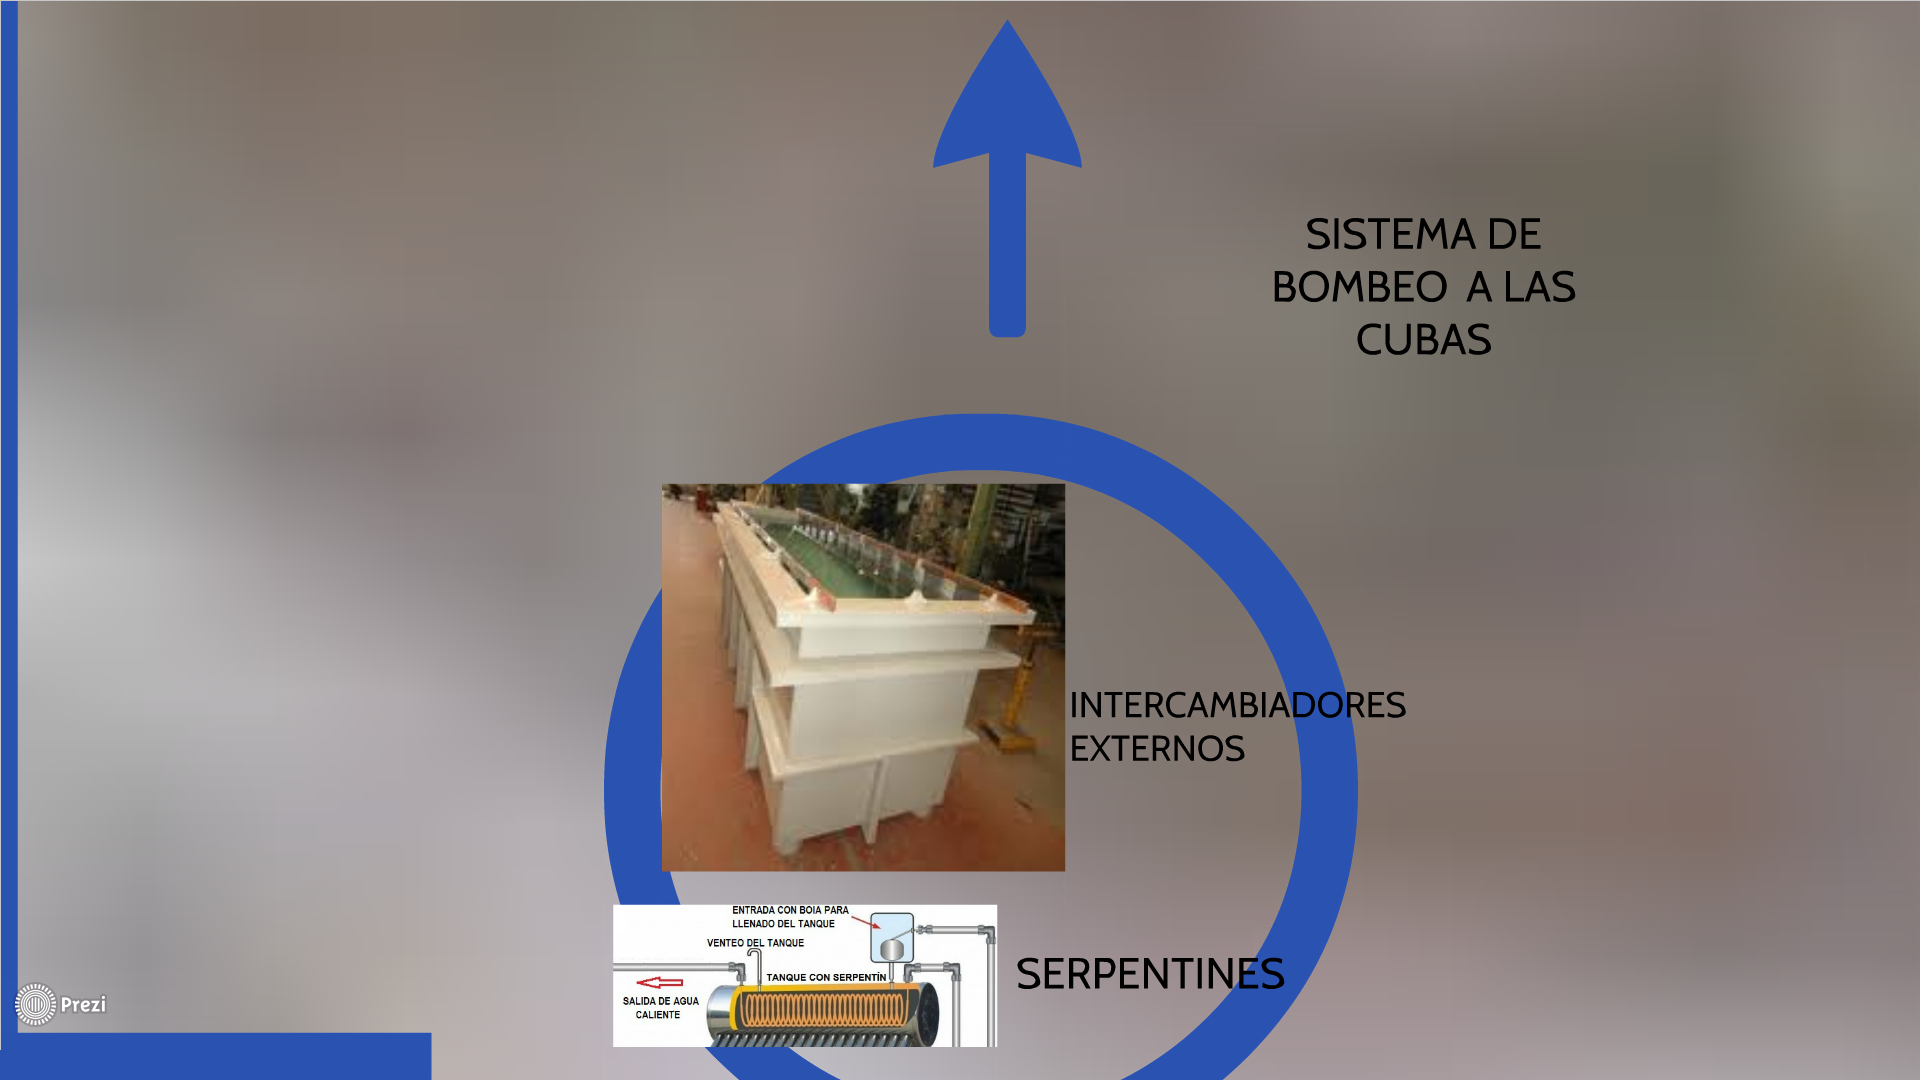 SISTEMA DE
BOMBEO A LAS
CUBAS
INTERCAMBIADORES
EXTERNOS
ENTRADA CON BOIA PARA
LLENADO DEL TANQUE
VENTEO DEL TANQUE
TANQUE CON SERPENTÍN
SALIDA DE AGUA
CALIENTE
SERPENTINES
Prezi